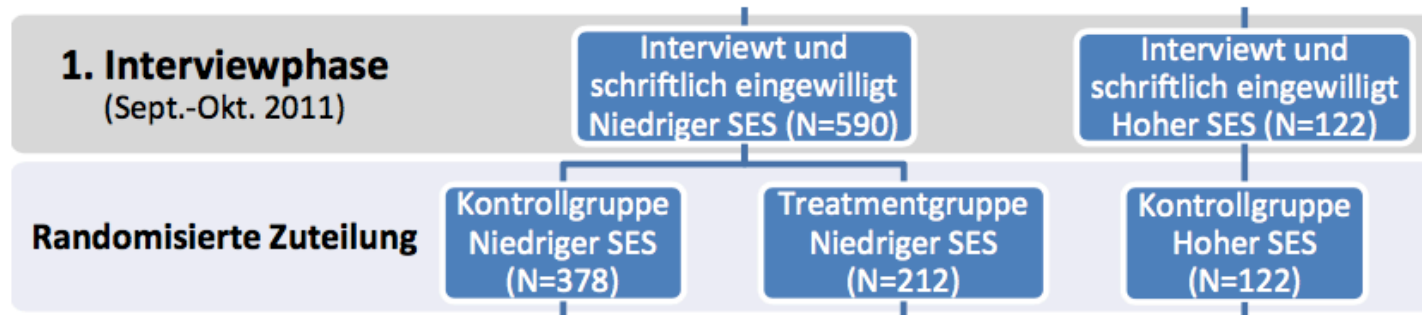 1. Interviewphase
(Sept.-Okt. 2011)
Interviewt und
schriftlich eingewilligt
Niedriger SES (N=590)
Interviewt und
schriftlich eingewilligt
Hoher SES (N=122)
Randomisierte Zuteilung
Kontrollgruppe
Niedriger SES
(N=378)
Treatmentgruppe
Niedriger SES
(N=212)
Kontrollgruppe
Hoher SES
(N=122)